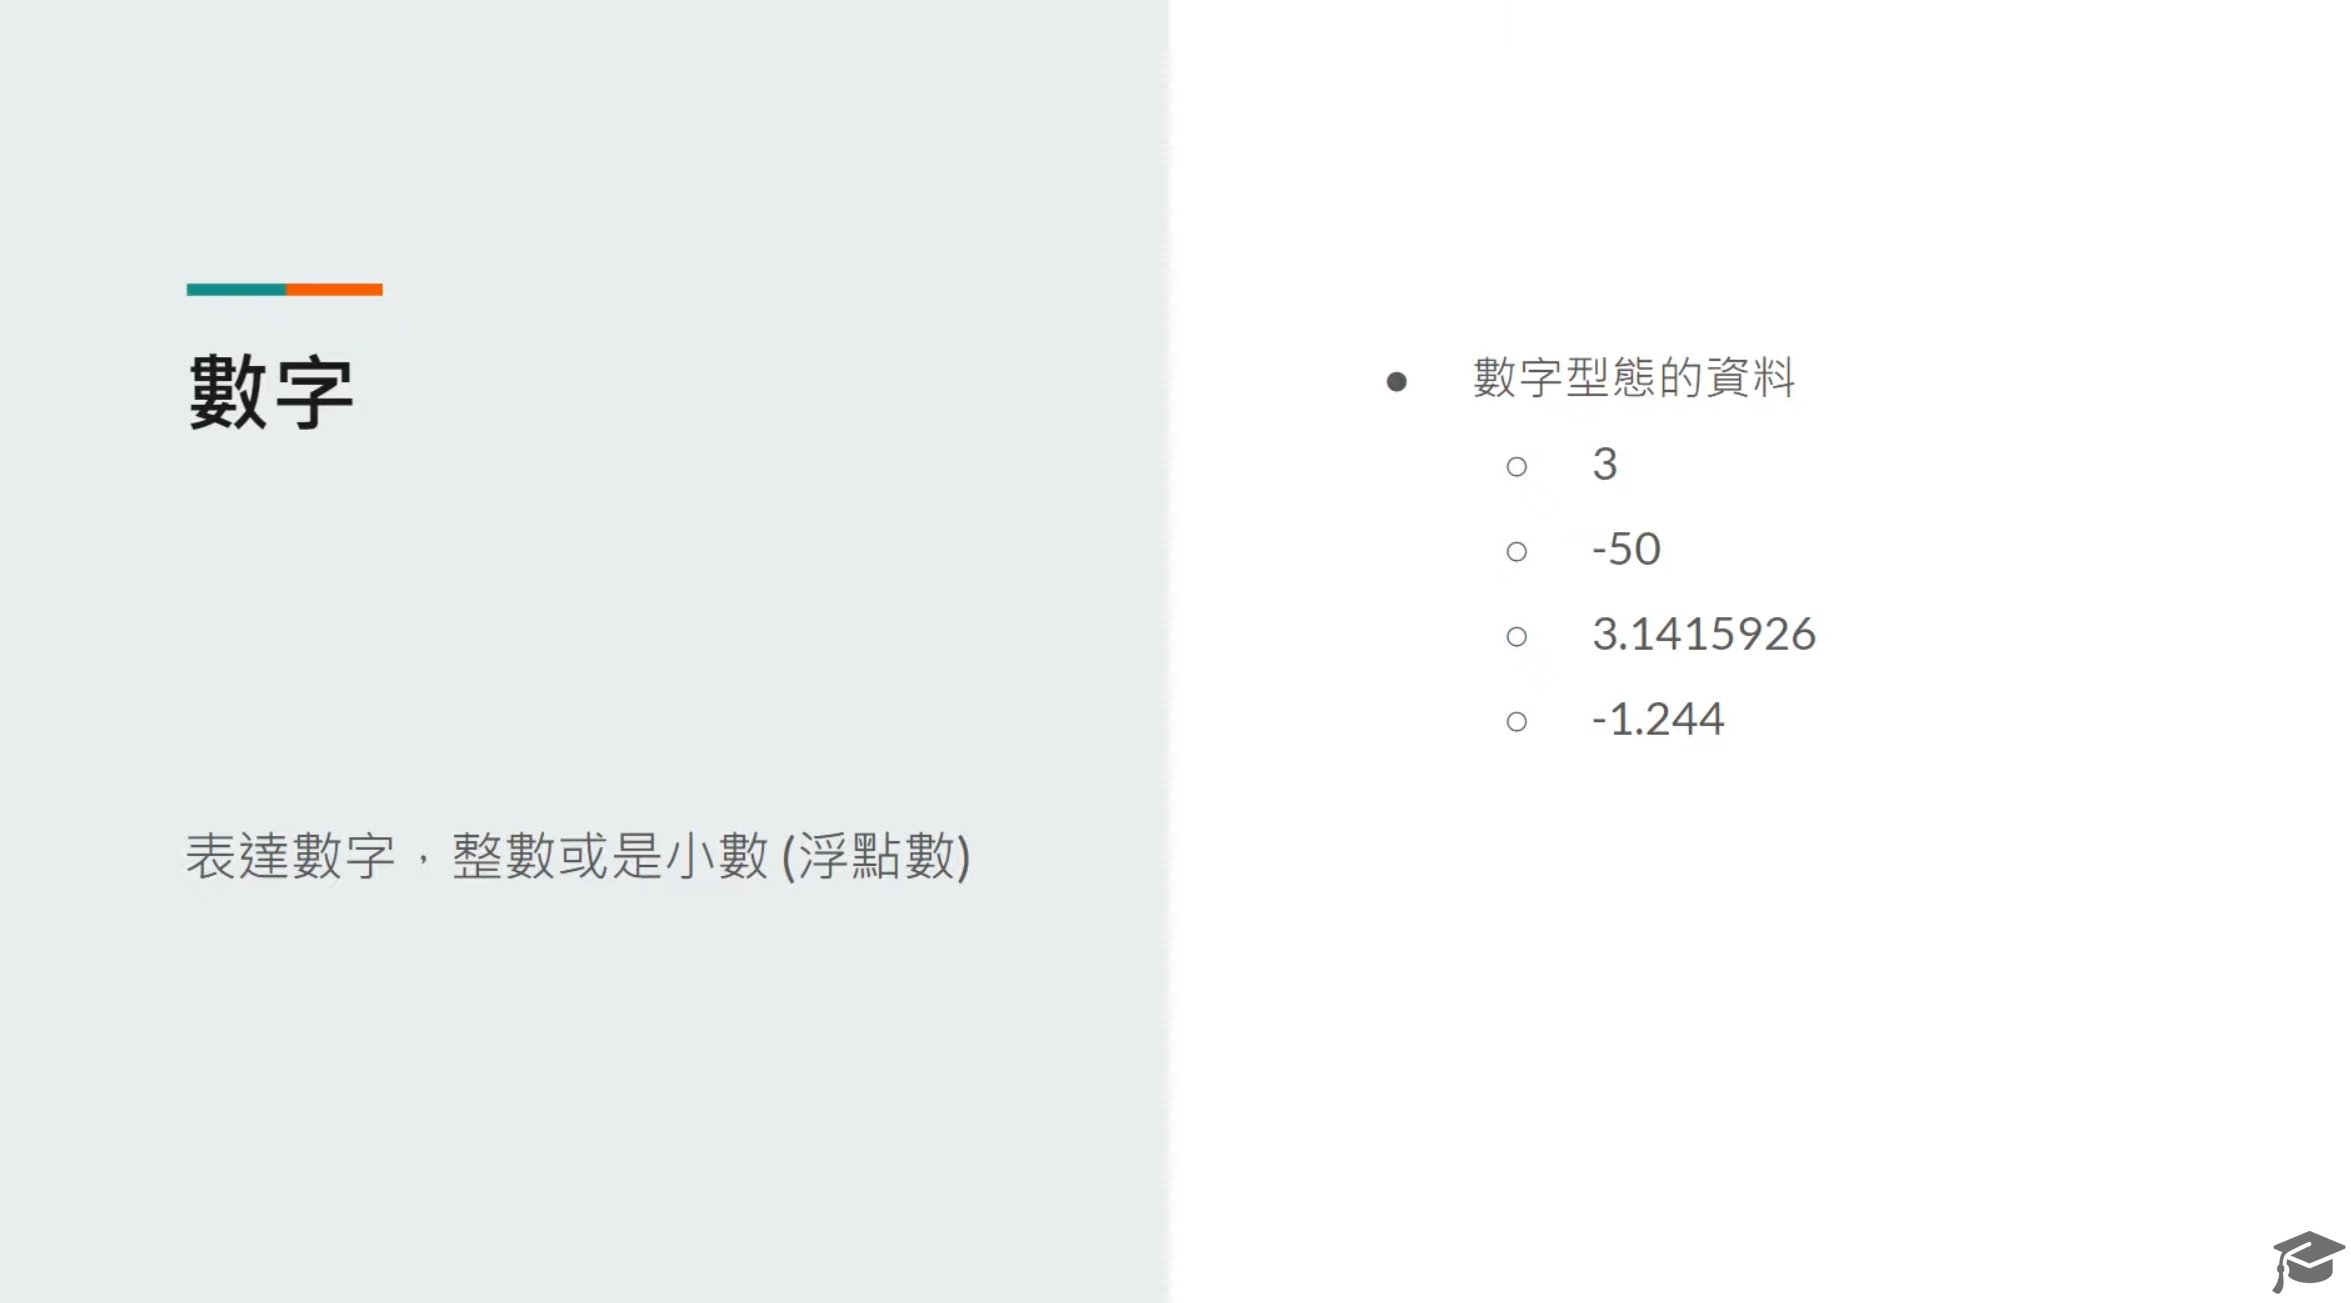 數字
表達數字，整數或是小數 (浮點數)
● 數字型態的資料
○ 3
○ -50
○ 3.1415926
○ -1.244